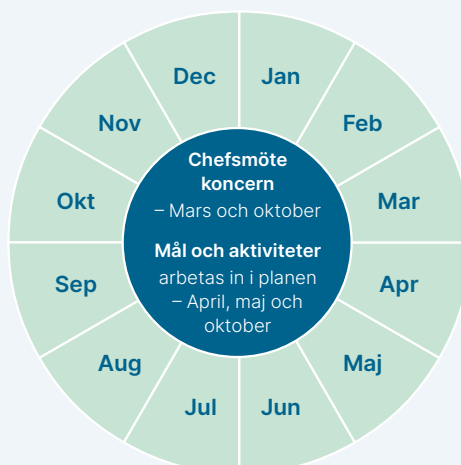 Dec
Jan
Nov
Feb
Okt
Mar
Sep
Apr
Aug
Maj
Jul
Jun
Chefsmöte
koncern
– Mars och oktober
Mål och aktiviteter
arbetas in i planen
– April, maj och
oktober